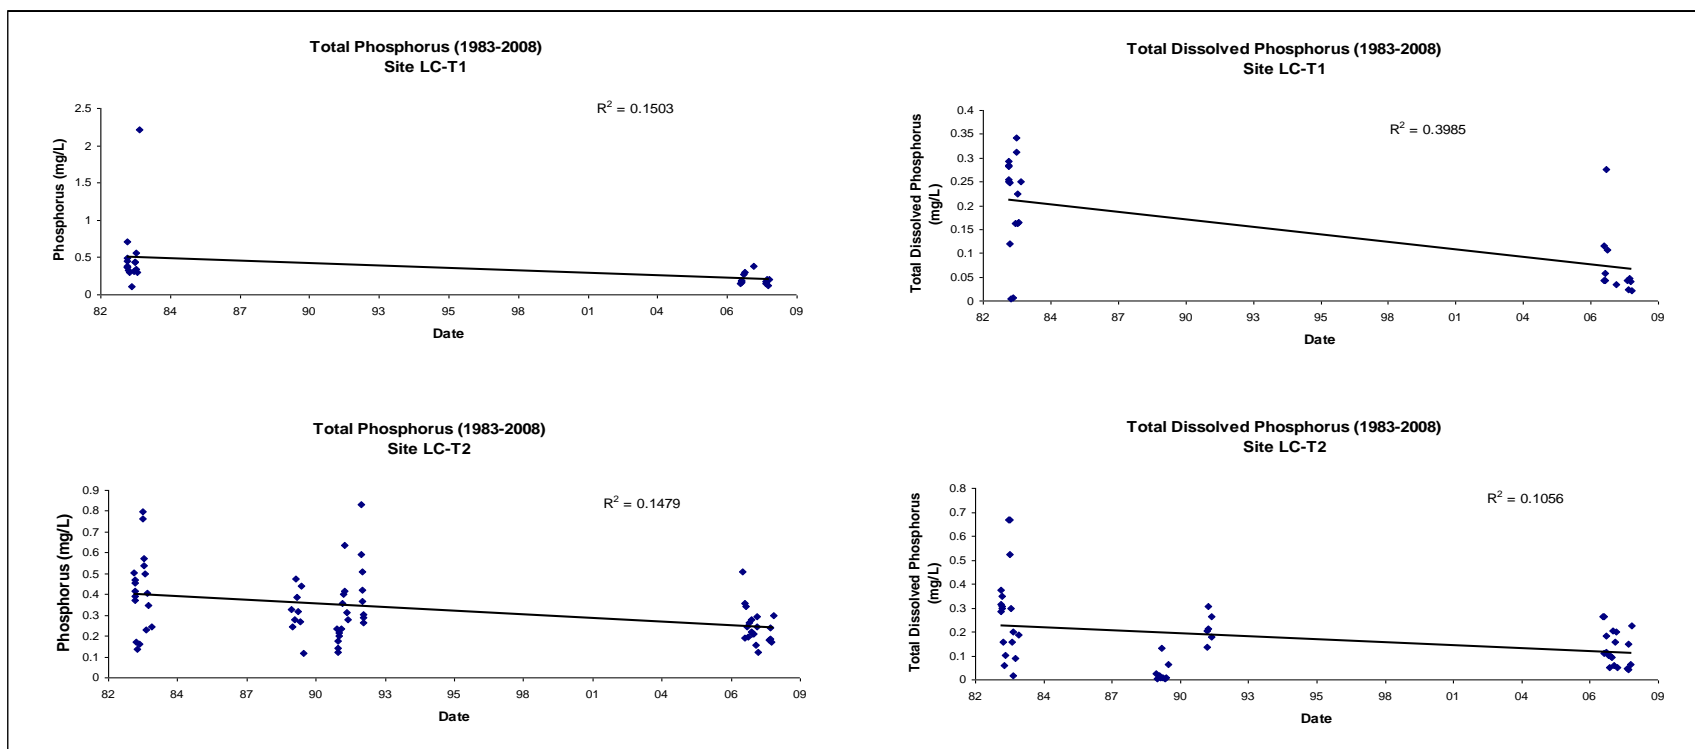 Total Phosphorus (1983-2008)
Site LC-T1
R² = 0.1503
Phosphorus (mg/L)
2.5
2
1.5
1
0.5
0
82 84 87 90 93 95 98 01 04 06 09
Date
Total Dissolved Phosphorus (1983-2008)
Site LC-T1
R² = 0.3985
Total Dissolved Phosphorus
(mg/L)
0.4
0.35
0.3
0.25
0.2
0.15
0.1
0.05
0
82 84 87 90 93 95 98 01 04 06 09
Date
Total Phosphorus (1983-2008)
Site LC-T2
R² = 0.1479
Phosphorus (mg/L)
0.9
0.8
0.7
0.6
0.5
0.4
0.3
0.2
0.1
0
82 84 87 90 93 95 98 01 04 06 09
Date
Total Dissolved Phosphorus (1983-2008)
Site LC-T2
R² = 0.1056
Total Dissolved Phosphorus
(mg/L)
0.8
0.7
0.6
0.5
0.4
0.3
0.2
0.1
0
82 84 87 90 93 95 98 01 04 06 09
Date